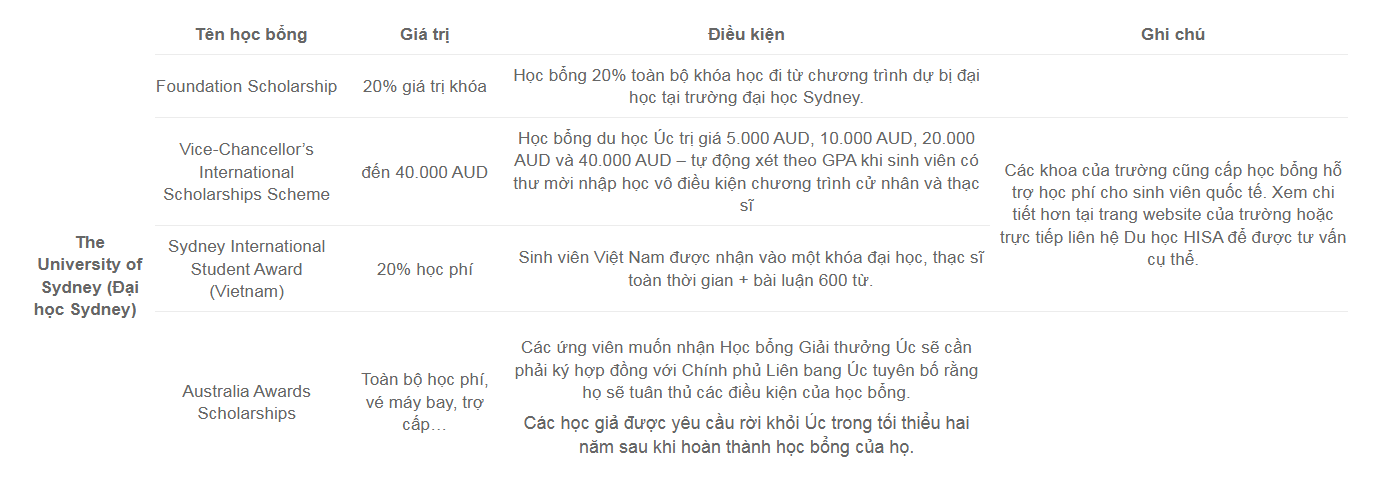 Tên học bổng
Giá trị
Điều kiện
Ghi chú
The
University of
Sydney (Đại
học Sydney)
Foundation Scholarship
20% giá trị khóa
Học bổng 20% toàn bộ khóa học đi từ chương trình dự bị đại
học tại trường đại học Sydney.
Vice-Chancellor’s
International
Scholarships Scheme
đến 40.000 AUD
Học bổng du học Úc trị giá 5.000 AUD, 10.000 AUD, 20.000
AUD và 40.000 AUD – tự động xét theo GPA khi sinh viên có
thư mời nhập học vô điều kiện chương trình cử nhân và thạc
sĩ
Các khoa của trường cũng cấp học bổng hỗ
trợ học phí cho sinh viên quốc tế. Xem chi
tiết hơn tại trang website của trường hoặc
trực tiếp liên hệ Du học HISA để được tư vấn
cụ thể.
Sydney International
Student Award
(Vietnam)
20% học phí
Sinh viên Việt Nam được nhận vào một khóa đại học, thạc sĩ
toàn thời gian + bài luận 600 từ.
Australia Awards
Scholarships
Toàn bộ học phí,
vé máy bay, trợ
cấp…
Các ứng viên muốn nhận Học bổng Giải thưởng Úc sẽ cần
phải ký hợp đồng với Chính phủ Liên bang Úc tuyên bố rằng
họ sẽ tuân thủ các điều kiện của học bổng.
Các học giả được yêu cầu rời khỏi Úc trong tối thiểu hai
năm sau khi hoàn thành học bổng của họ.